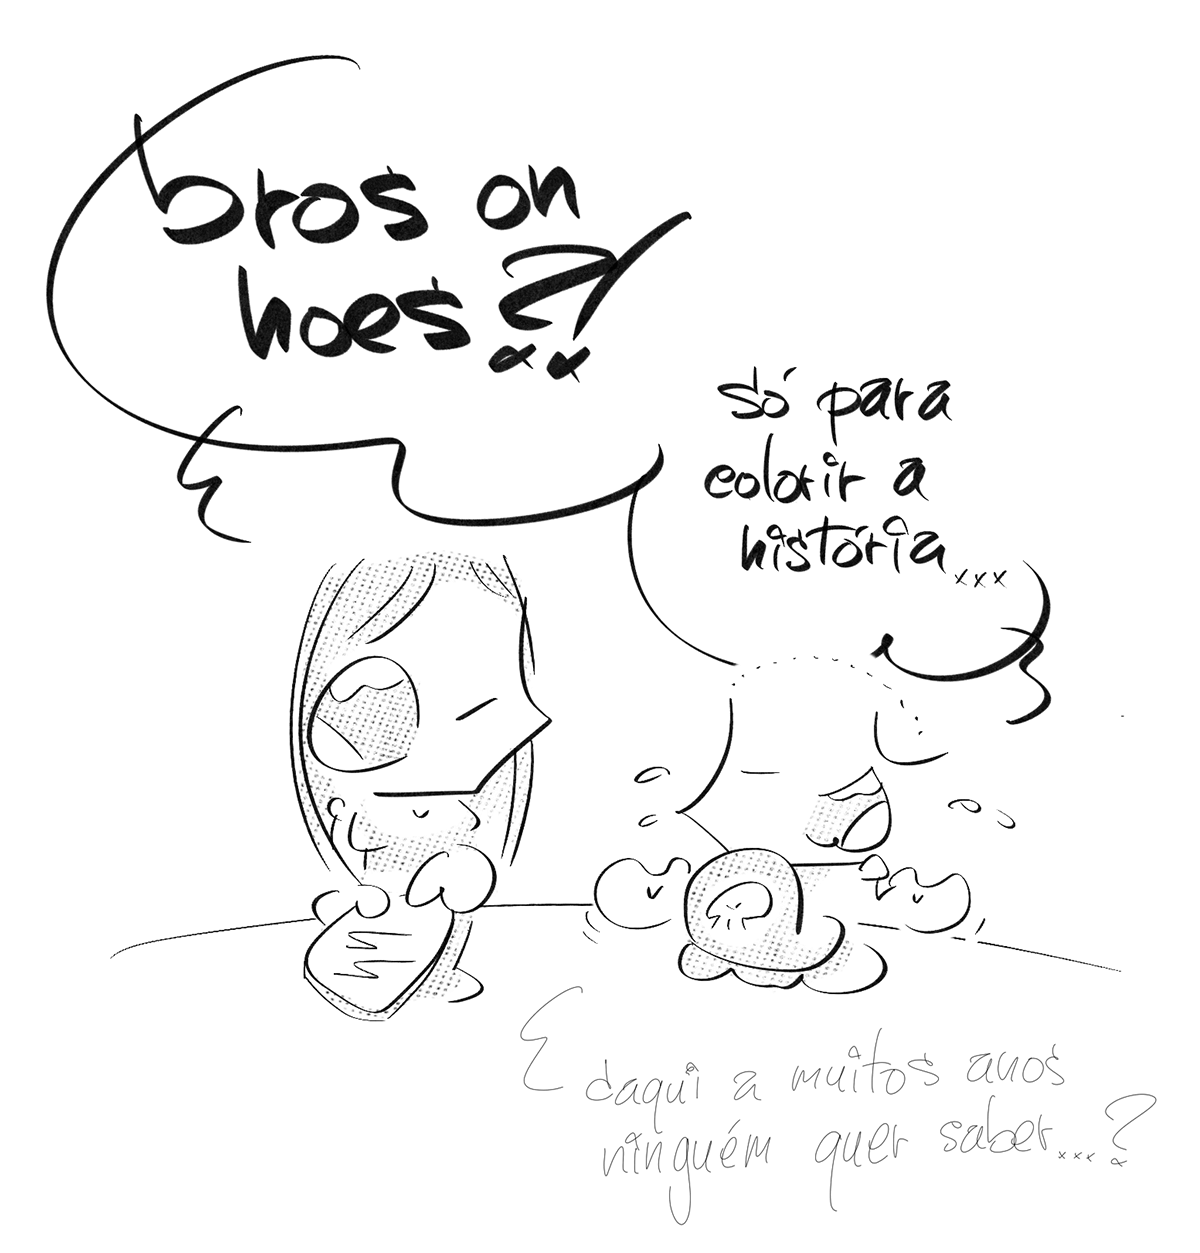 bros on
hoes?!
só para
colorir a
história...
daqui a muitos anos
ninguém quer saber...?